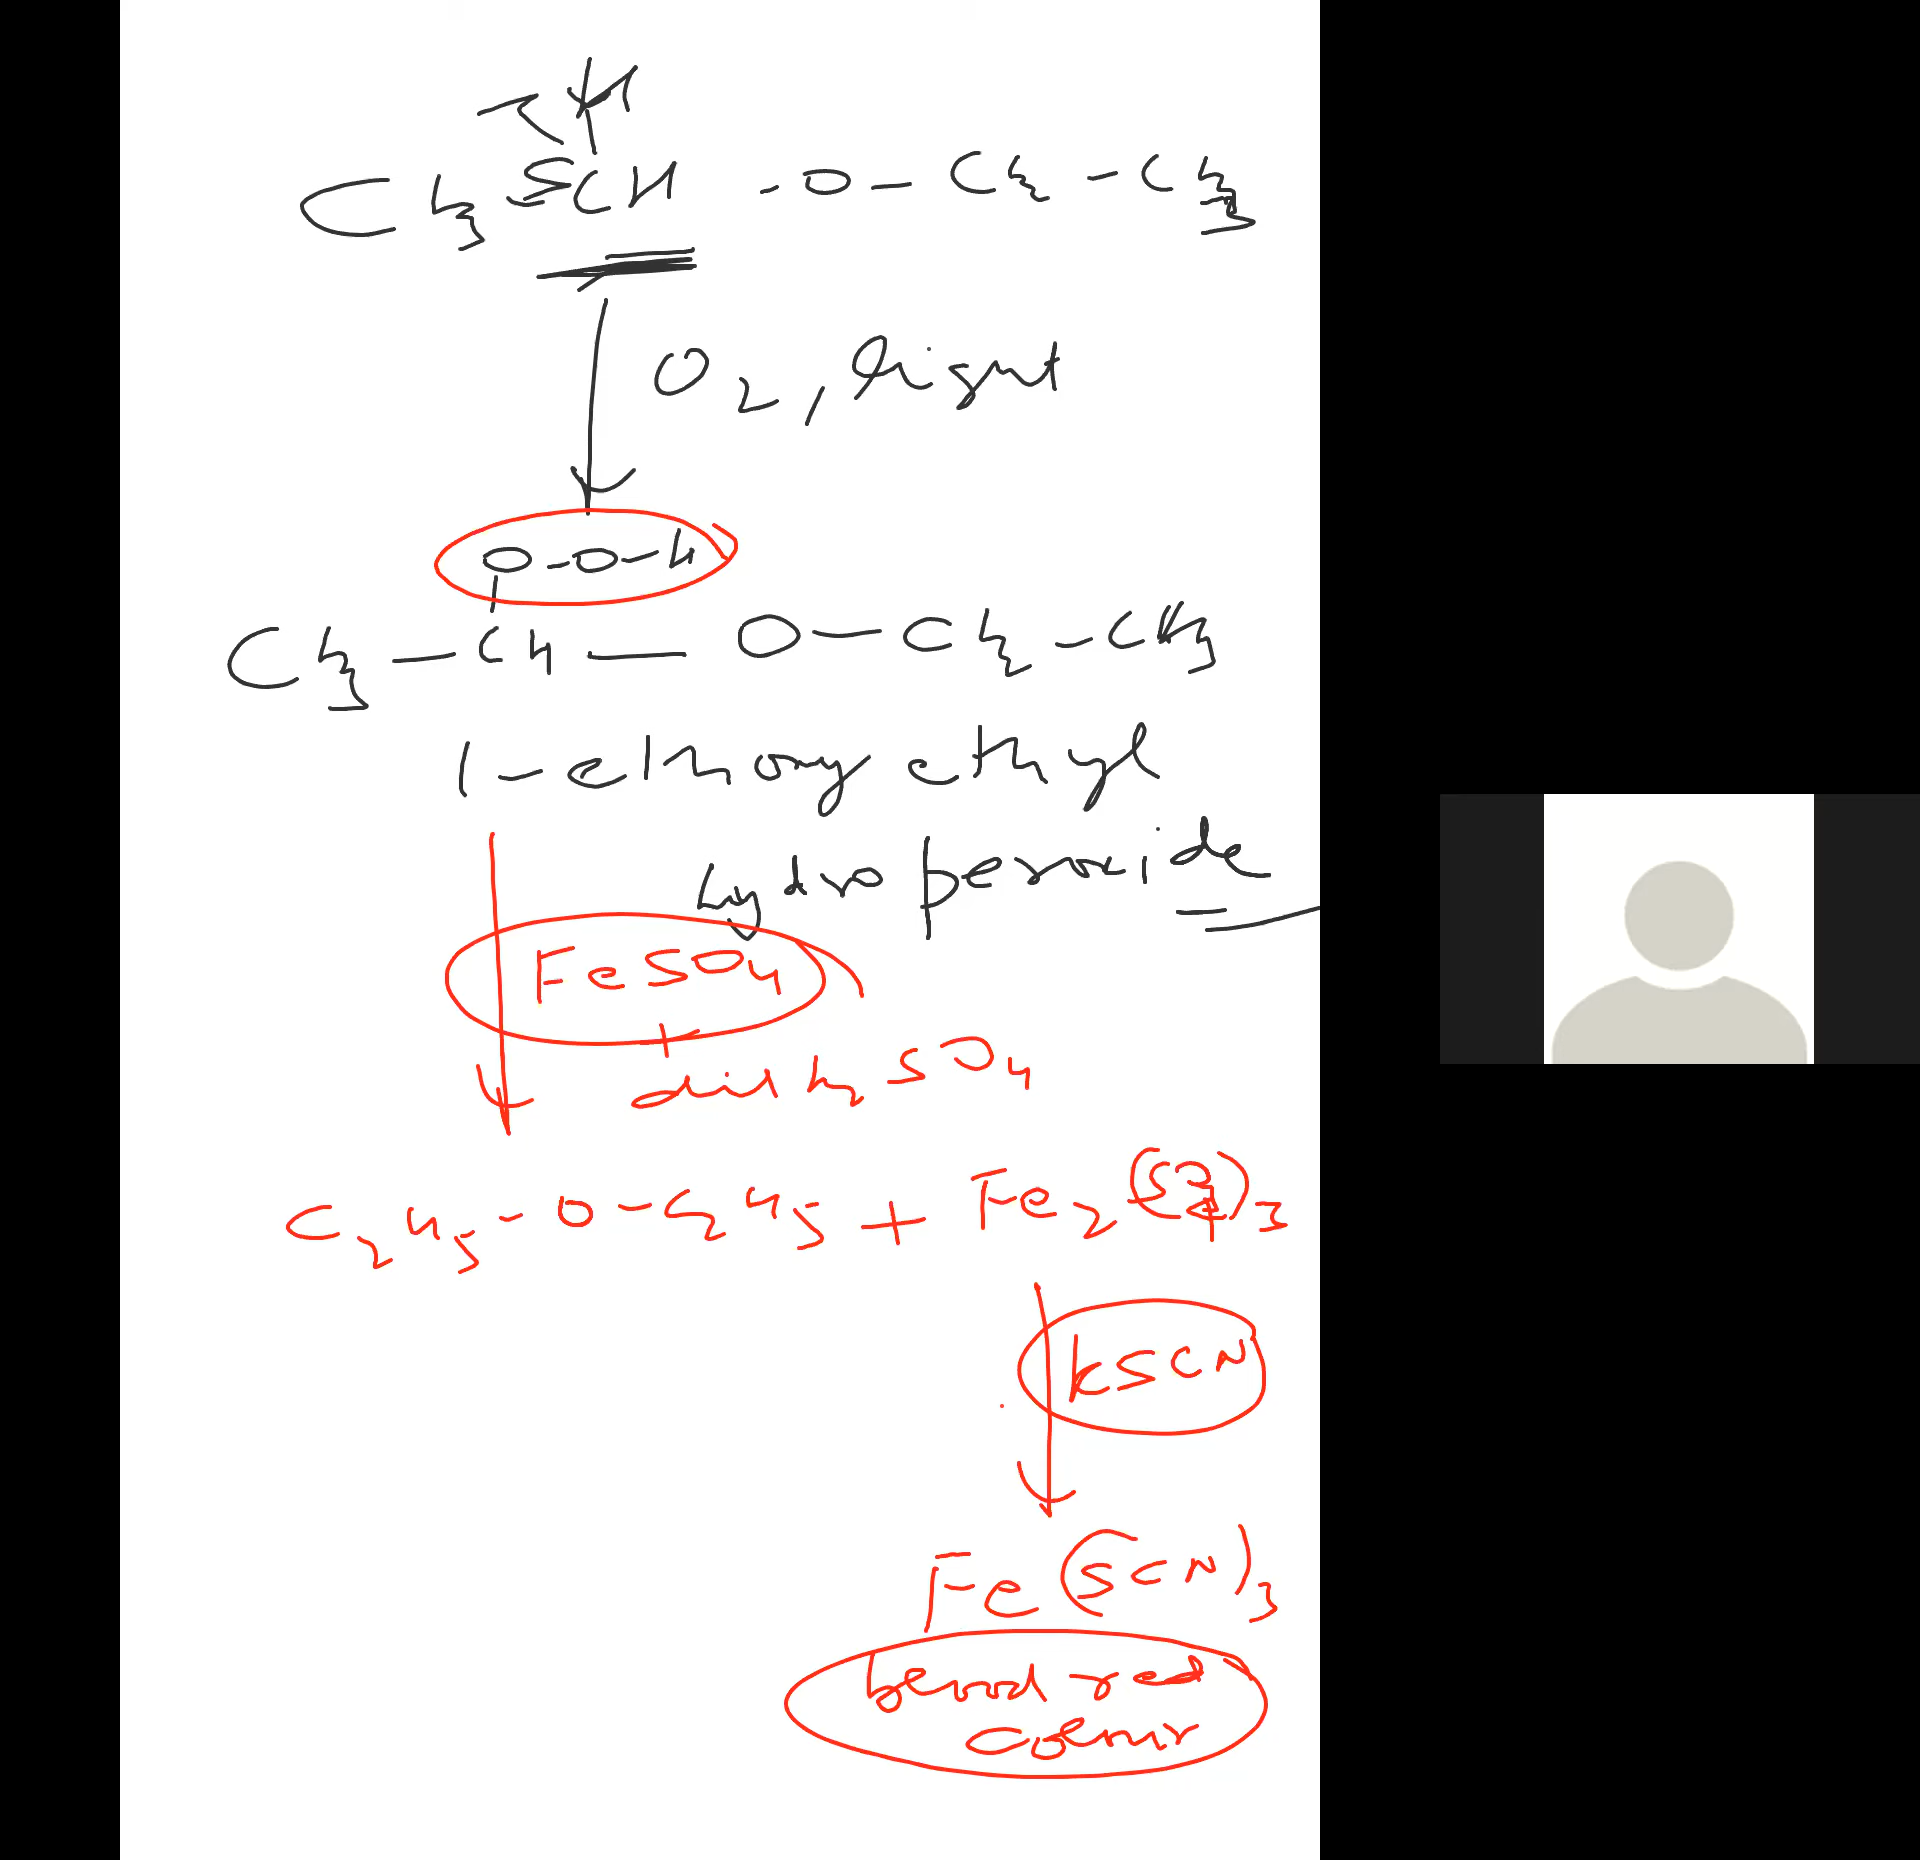 H
CH3 CH - O - CH2 - CH3
O2, light
O-O-H
CH3 - CH - O - CH2 - CH3
1-ethoxy ethyl
hydroperoxide
FeSO4
+
dil H2SO4
C2H5-O-C2H5 + Fe2(SO4)3
KSCN
Fe(SCN)3
blood red
colour